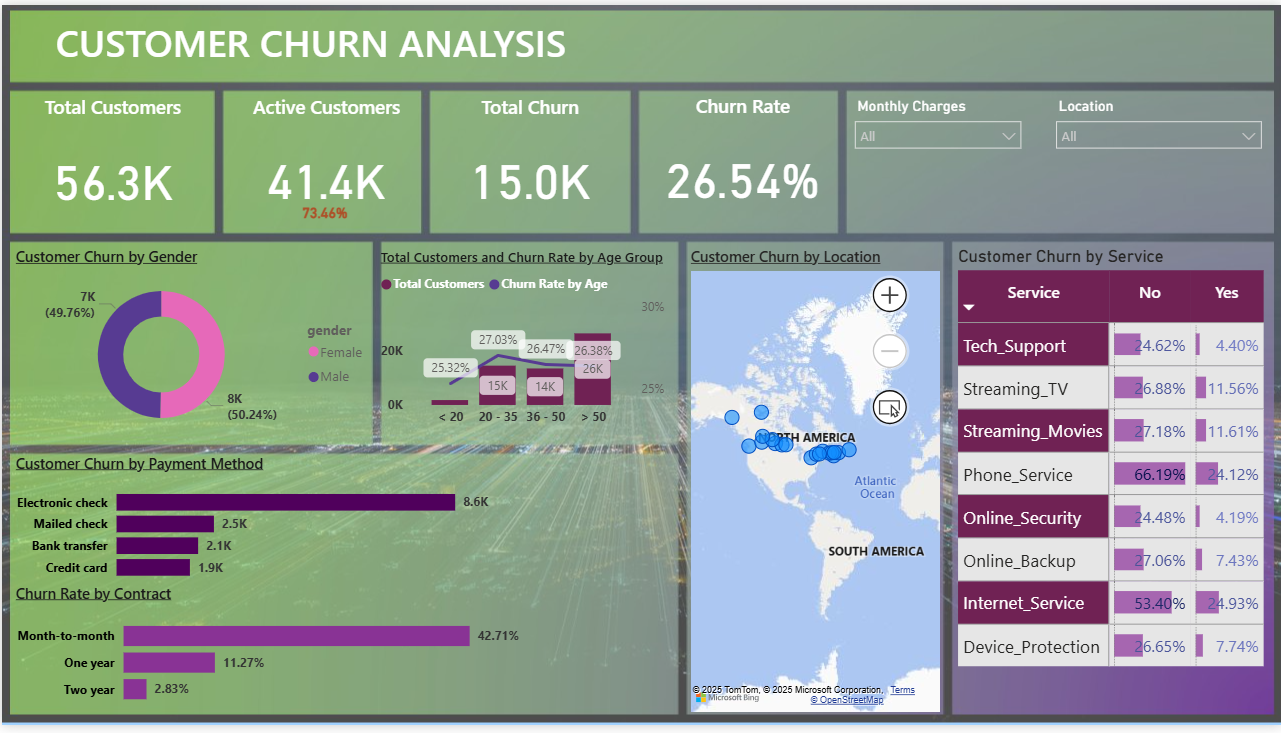 CUSTOMER CHURN ANALYSIS
Total Customers
56.3K
Active Customers
41.4K
73.46%
Total Churn
15.0K
Churn Rate
26.54%
Monthly Charges
All
Location
All
Customer Churn by Gender
7K
(49.76%)
8K
(50.24%)
gender
Female
Male
Total Customers and Churn Rate by Age Group
Total Customers Churn Rate by Age
30%
25%
20K
0K
25.32%
27.03%
26.47%
26.38%
15K
14K
26K
< 20 20 - 35 36 - 50 > 50
Customer Churn by Payment Method
Electronic check 8.6K
Mailed check 2.5K
Bank transfer 2.1K
Credit card 1.9K
Churn Rate by Contract
Month-to-month 42.71%
One year 11.27%
Two year 2.83%
Customer Churn by Location
RTH AMERICA
Atlantic
Ocean
SOUTH AMERICA
© 2025 TomTom, © 2025 Microsoft Corporation, Terms
Microsoft Bing © OpenStreetMap
Customer Churn by Service
Service No Yes
Tech_Support 24.62% 4.40%
Streaming_TV 26.88% 11.56%
Streaming_Movies 27.18% 11.61%
Phone_Service 66.19% 24.12%
Online_Security 24.48% 4.19%
Online_Backup 27.06% 7.43%
Internet_Service 53.40% 24.93%
Device_Protection 26.65% 7.74%